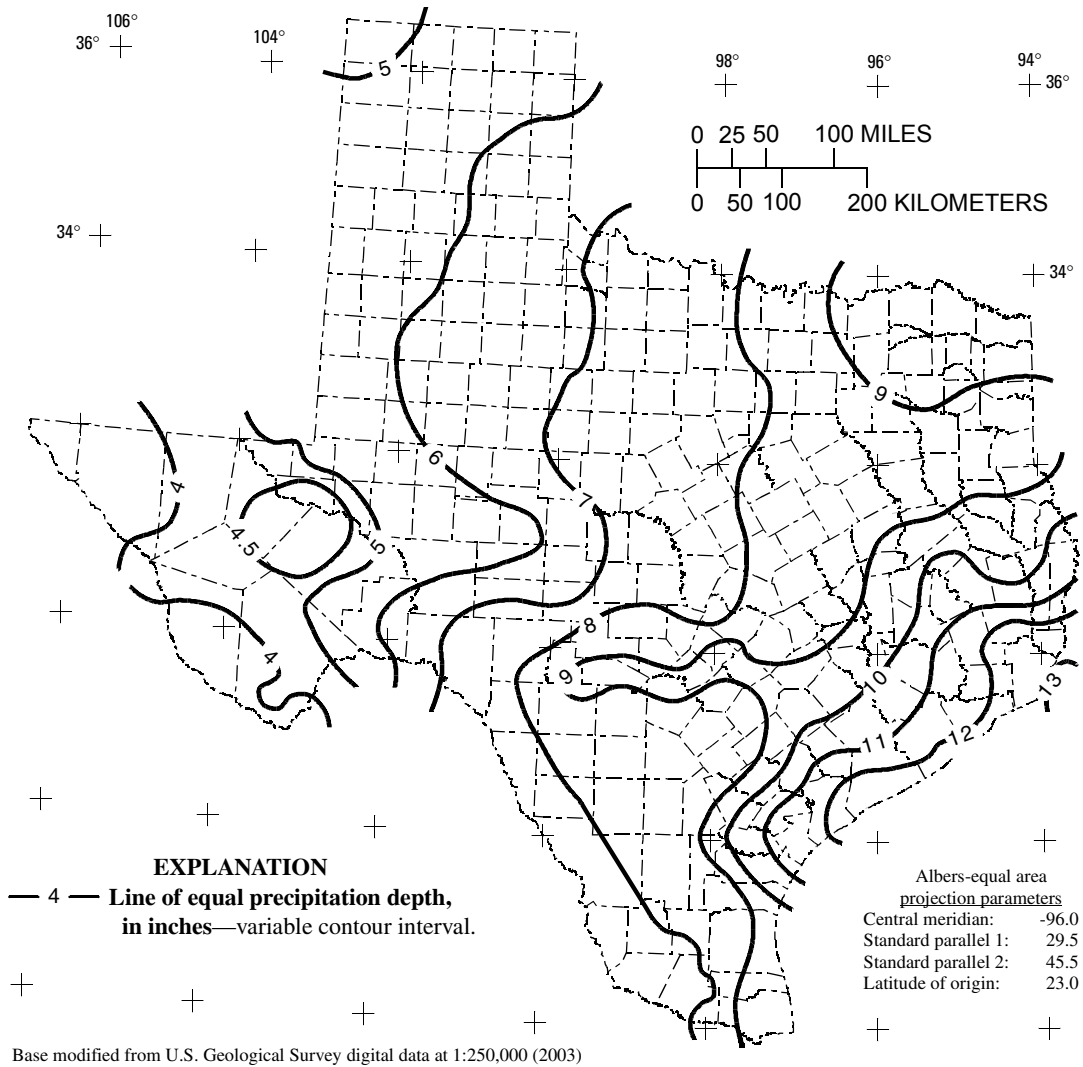 106°
36°
104°
98°
96°
94°
36°
5
0 25 50 100 MILES
0 50 100 200 KILOMETERS
34°
34°
9
6
4
7
4.5
5
8
4
9
10
13
11
12
EXPLANATION
4 Line of equal precipitation depth,
in inches—variable contour interval.
Albers-equal area
projection parameters
Central meridian: -96.0
Standard parallel 1: 29.5
Standard parallel 2: 45.5
Latitude of origin: 23.0
Base modified from U.S. Geological Survey digital data at 1:250,000 (2003)